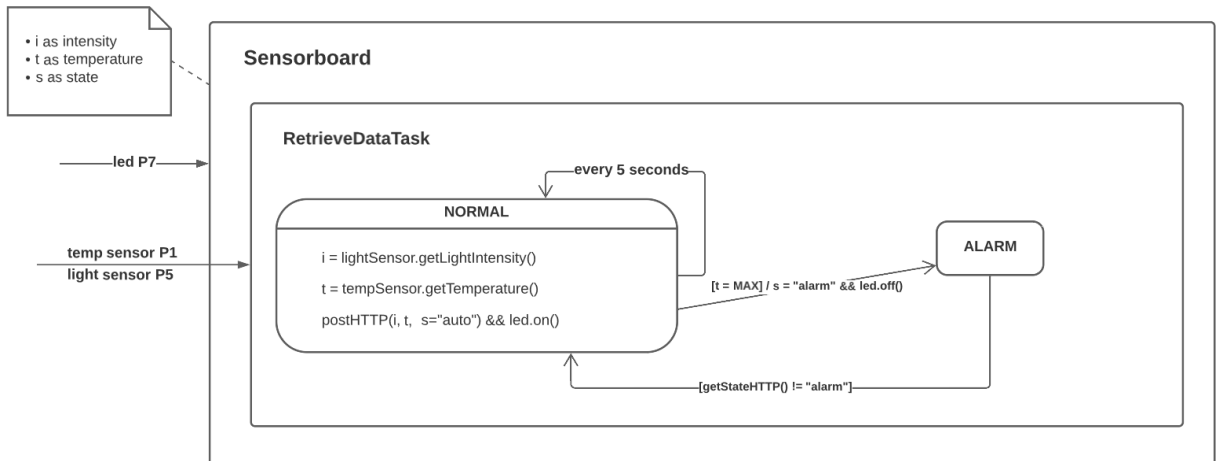 • i as intensity
• t as temperature
• s as state
Sensorboard
RetrieveDataTask
led P7
every 5 seconds
NORMAL
temp sensor P1
light sensor P5
i = lightSensor.getLightIntensity()
t = tempSensor.getTemperature()
postHTTP(i, t, s="auto") && led.on()
ALARM
[t = MAX] / s = "alarm" && led.off()
[getStateHTTP() != "alarm"]